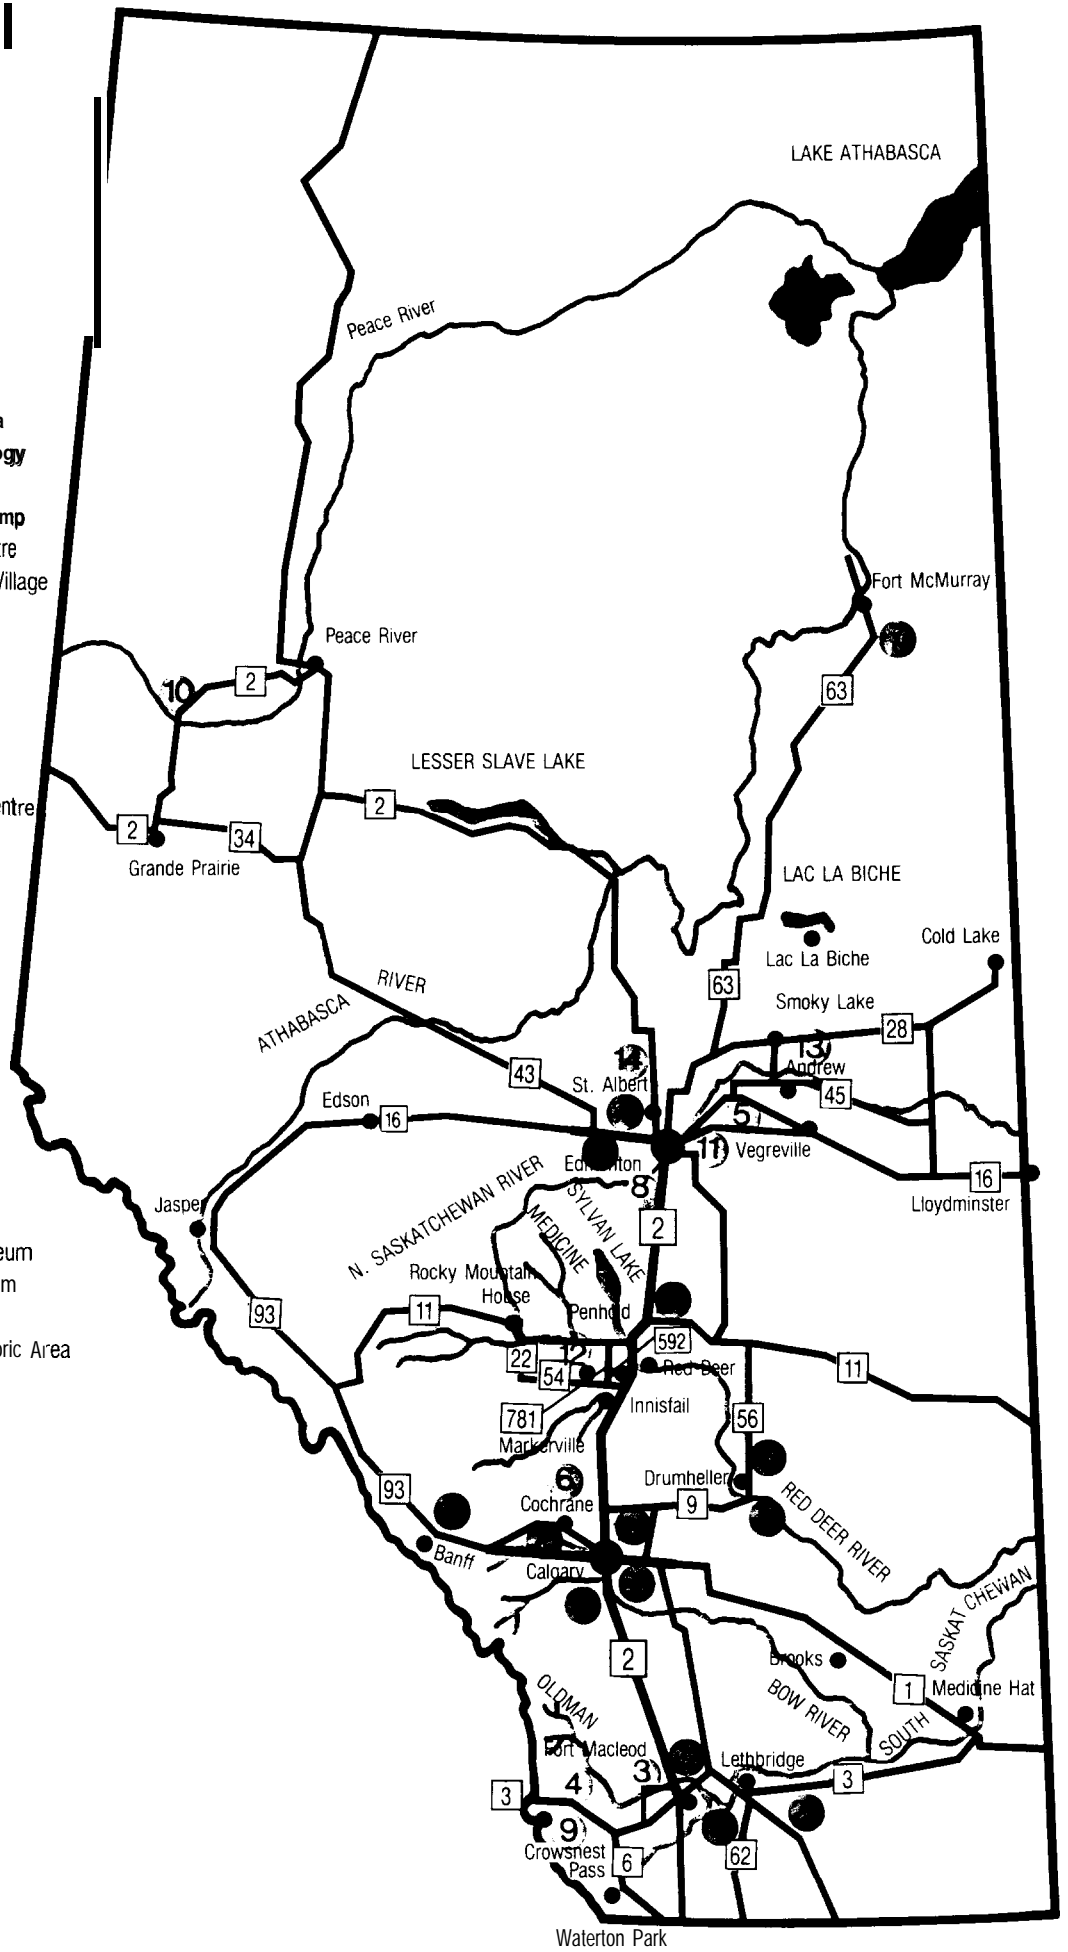 LAKE ATHABASCA
Peace River
a
ogy
mp
tre
Village
Fort McMurray
Peace River
10
2
63
LESSER SLAVE LAKE
2
entre
2
34
Grande Prairie
LAC LA BICHE
Cold Lake
Lac La Biche
RIVER
63
ATHABASCA
Smoky Lake
28
13
14
43
Andrew
St. Albert
45
Edson
16
5
11
Vegreville
Edmonton
16
8
Lloydminster
N. SASKATCHEWAN RIVER
SYLVAN LAKE
MEDICINE
Jasper
2
eum
m
Rocky Mountain
House
11
93
Penhold
592
oric Area
12
22
54
Red Deer
11
Innisfail
781
56
Markerville
6
Drumheller
93
Cochrane
9
RED DEER RIVER
Banff
Calgary
SASKATCHEWAN
2
Brooks
1
Medicine Hat
OLDMAN
BOW RIVER
SOUTH
7
Fort Macleod
3
Lethbridge
4
3
3
9
Crowsnest
Pass
6
62
Waterton Park